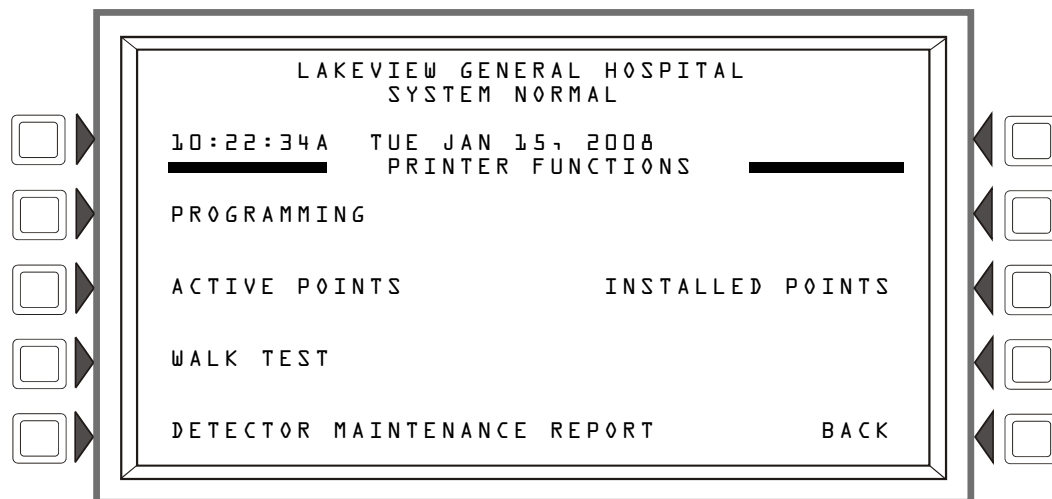 LAKEVIEW GENERAL HOSPITAL
SYSTEM NORMAL
10:22:34A TUE JAN 15, 2008
PRINTER FUNCTIONS
PROGRAMMING
ACTIVE POINTS INSTALLED POINTS
WALK TEST
DETECTOR MAINTENANCE REPORT BACK